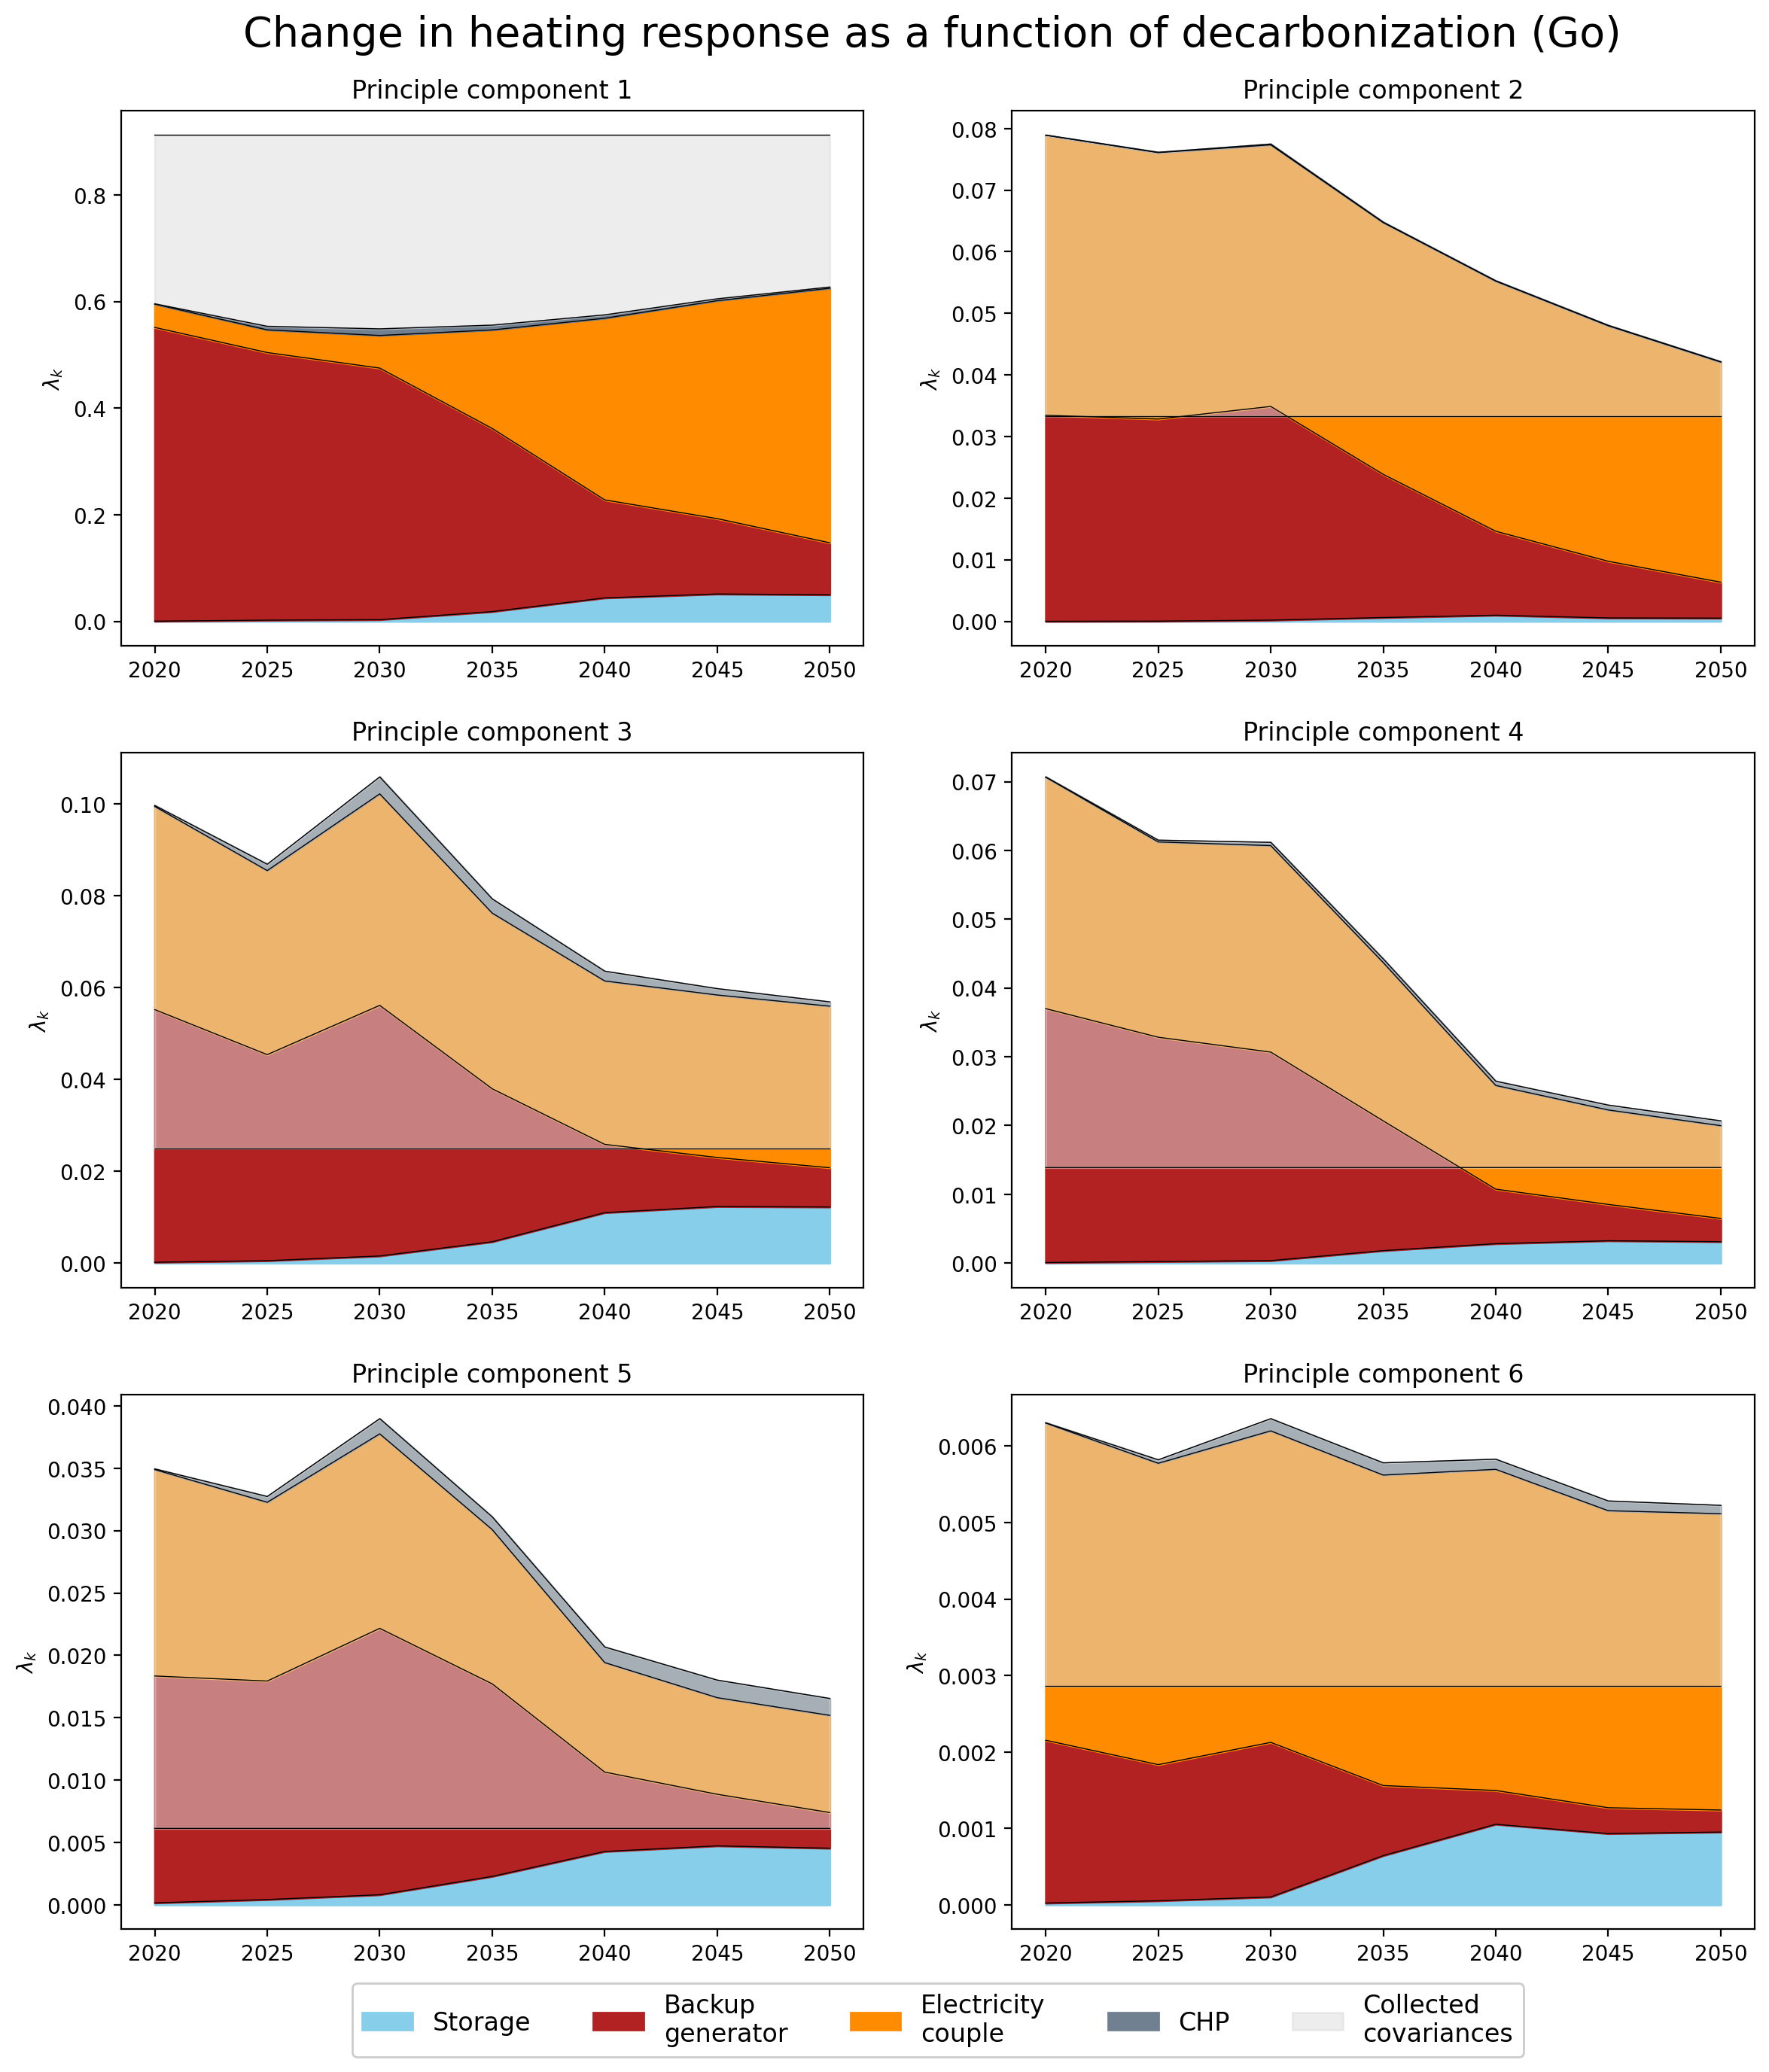 Change in heating response as a function of decarbonization (Go)
Principle component 1
0.8
0.6
0.4
0.2
0.0
λk
2020 2025 2030 2035 2040 2045 2050
Principle component 2
0.08
0.07
0.06
0.05
0.04
0.03
0.02
0.01
0.00
λk
2020 2025 2030 2035 2040 2045 2050
Principle component 3
0.10
0.08
0.06
0.04
0.02
0.00
λk
2020 2025 2030 2035 2040 2045 2050
Principle component 4
0.07
0.06
0.05
0.04
0.03
0.02
0.01
0.00
λk
2020 2025 2030 2035 2040 2045 2050
Principle component 5
0.040
0.035
0.030
0.025
0.020
0.015
0.010
0.005
0.000
λk
2020 2025 2030 2035 2040 2045 2050
Principle component 6
0.006
0.005
0.004
0.003
0.002
0.001
0.000
λk
2020 2025 2030 2035 2040 2045 2050
Storage
Backup
generator
Electricity
couple
CHP
Collected
covariances